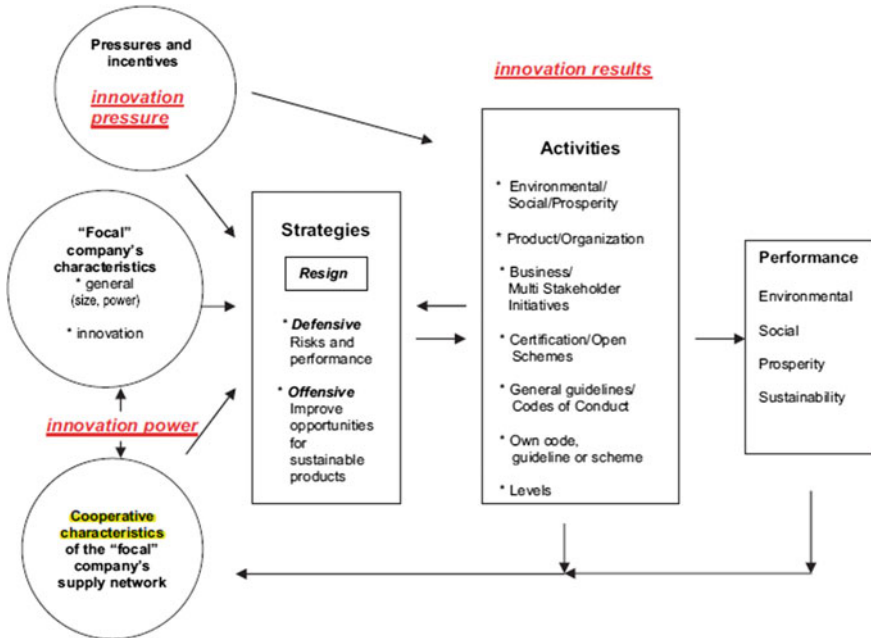 Pressures and
incentives
innovation
pressure
innovation results
"Focal"
company's
characteristics
* general
(size, power)
* innovation
innovation power
Cooperative
characteristics
of the "focal"
company's
supply network
Strategies
Resign
* Defensive
Risks and
performance
* Offensive
Improve
opportunities
for
sustainable
products
Activities
* Environmental/
Social/Prosperity
* Product/Organization
* Business/
Multi Stakeholder
Initiatives
* Certification/Open
Schemes
* General guidelines/
Codes of Conduct
* Own code,
guideline or scheme
* Levels
Performance
Environmental
Social
Prosperity
Sustainability